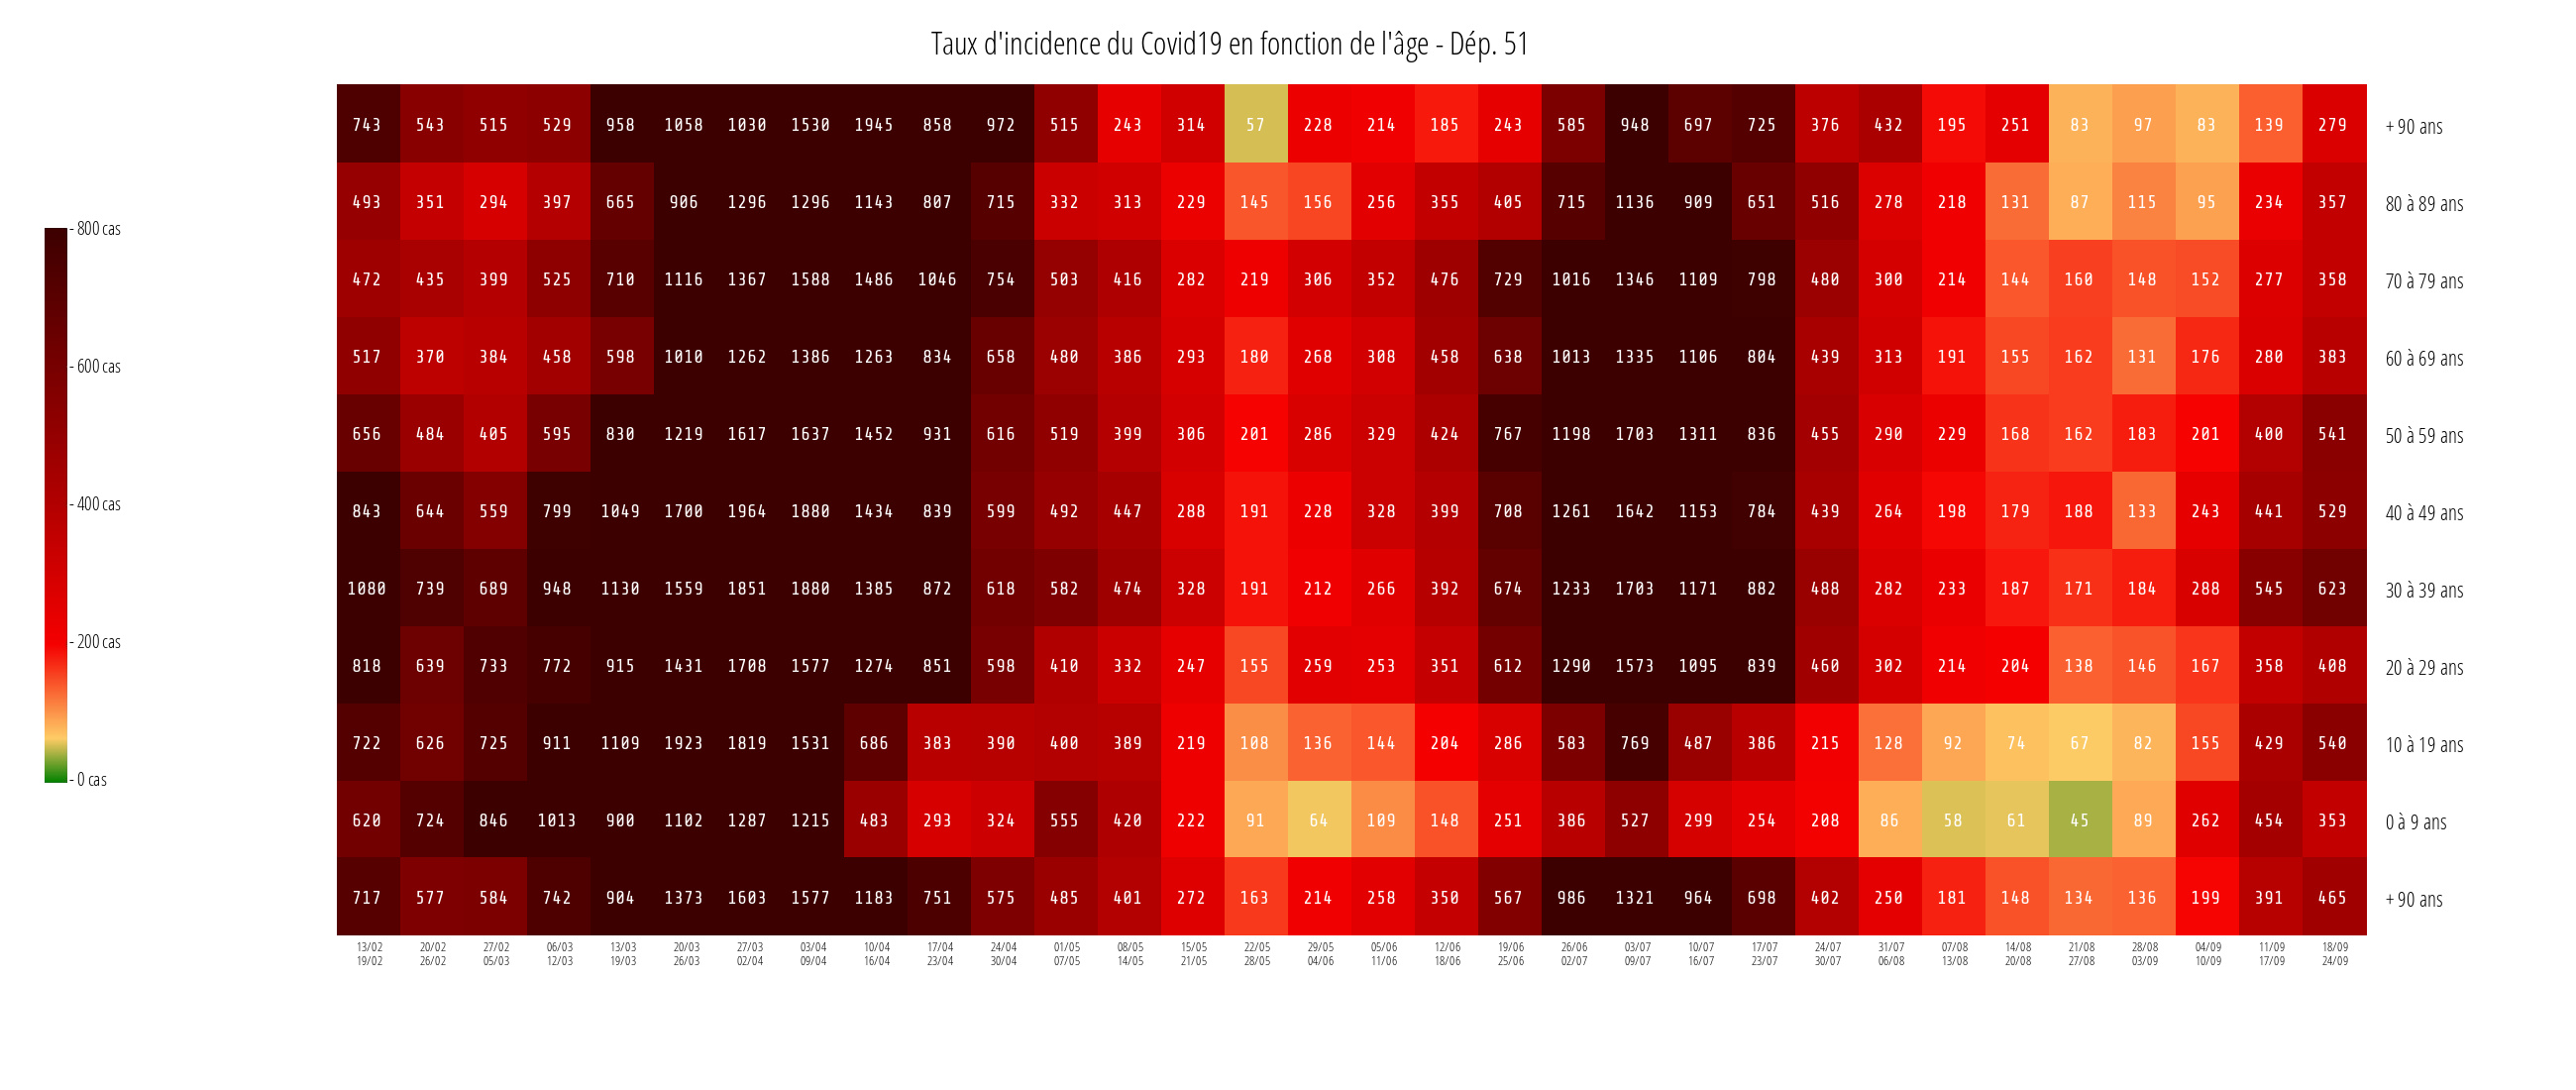 Taux d'incidence du Covid19 en fonction de l'âge - Dép. 51
743 543 515 529 958 1058 1030 1530 1945 858 972 515 243 314 57 228 214 185 243 585 948 697 725 376 432 195 251 83 97 83 139 279 + 90 ans
493 351 294 397 665 906 1296 1296 1143 807 715 332 313 229 145 156 256 355 405 715 1136 909 651 516 278 218 131 87 115 95 234 357 80 à 89 ans
- 800 cas
472 435 399 525 710 1116 1367 1588 1486 1046 754 503 416 282 219 306 352 476 729 1016 1346 1109 798 480 300 214 144 160 148 152 277 358 70 à 79 ans
517 370 384 458 598 1010 1262 1386 1263 834 658 480 386 293 180 268 308 458 638 1013 1335 1106 804 439 313 191 155 162 131 176 280 383 60 à 69 ans
- 600 cas
656 484 405 595 830 1219 1617 1637 1452 931 616 519 399 306 201 286 329 424 767 1198 1703 1311 836 455 290 229 168 162 183 201 400 541 50 à 59 ans
- 400 cas
843 644 559 799 1049 1700 1964 1880 1434 839 599 492 447 288 191 228 328 399 708 1261 1642 1153 784 439 264 198 179 188 133 243 441 529 40 à 49 ans
1080 739 689 948 1130 1559 1851 1880 1385 872 618 582 474 328 191 212 266 392 674 1233 1703 1171 882 488 282 233 187 171 184 288 545 623 30 à 39 ans
- 200 cas
818 639 733 772 915 1431 1708 1577 1274 851 598 410 332 247 155 259 253 351 612 1290 1573 1095 839 460 302 214 204 138 146 167 358 408 20 à 29 ans
722 626 725 911 1109 1923 1819 1531 686 383 390 400 389 219 108 136 144 204 286 583 769 487 386 215 128 92 74 67 82 155 429 540 10 à 19 ans
- 0 cas
620 724 846 1013 900 1102 1287 1215 483 293 324 555 420 222 91 64 109 148 251 386 527 299 254 208 86 58 61 45 89 262 454 353 0 à 9 ans
717 577 584 742 904 1373 1603 1577 1183 751 575 485 401 272 163 214 258 350 567 986 1321 964 698 402 250 181 148 134 136 199 391 465 + 90 ans
13/02 20/02 27/02 06/03 13/03 20/03 27/03 03/04 10/04 17/04 24/04 01/05 08/05 15/05 22/05 29/05 05/06 12/06 19/06 26/06 03/07 10/07 17/07 24/07 31/07 07/08 14/08 21/08 28/08 04/09 11/09 18/09
19/02 26/02 05/03 12/03 19/03 26/03 02/04 09/04 16/04 23/04 30/04 07/05 14/05 21/05 28/05 04/06 11/06 18/06 25/06 02/07 09/07 16/07 23/07 30/07 06/08 13/08 20/08 27/08 03/09 10/09 17/09 24/09